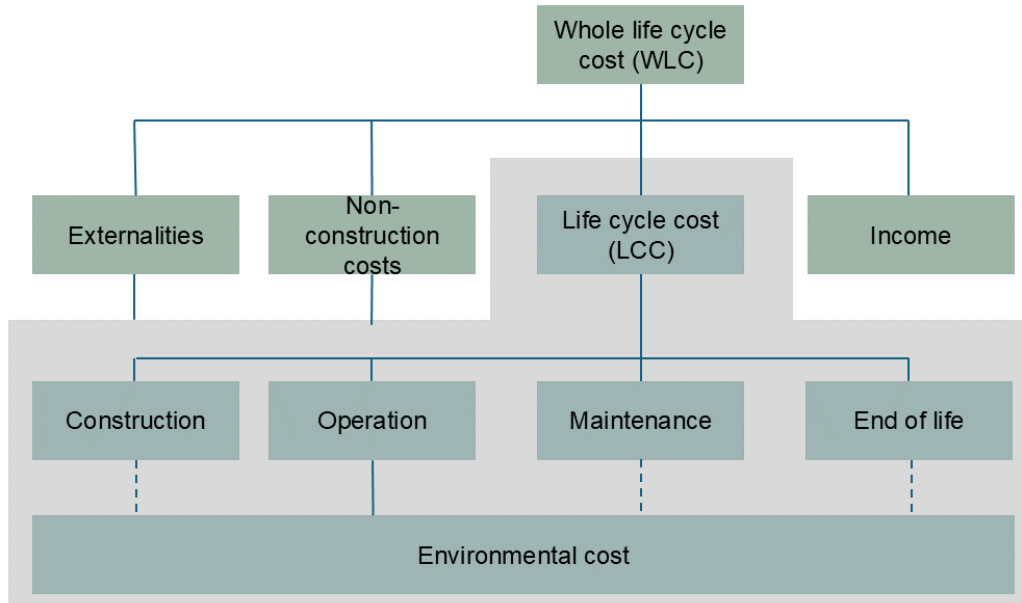 Whole life cycle
cost (WLC)
Externalities
Non-
construction
costs
Life cycle cost
(LCC)
Income
Construction
Operation
Maintenance
End of life
Environmental cost